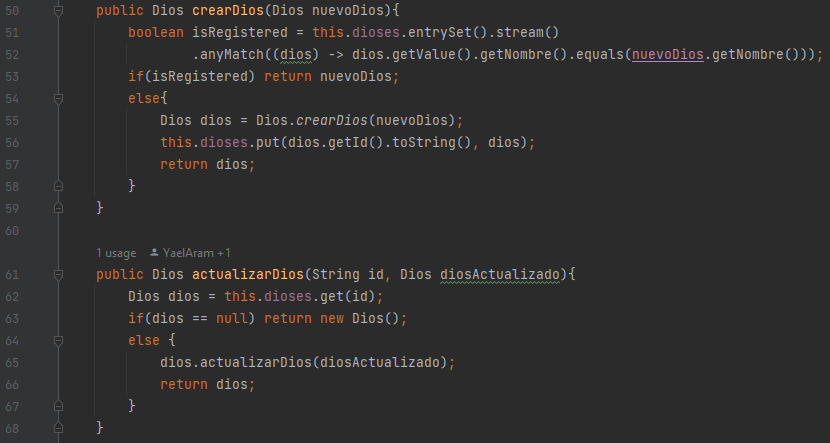 50 public Dios crearDios(Dios nuevoDios){
51 boolean isRegistered = this.dioses.entrySet().stream()
52 .anyMatch((dios) -> dios.getValue().getNombre().equals(nuevoDios.getNombre()));
53 if(isRegistered) return nuevoDios;
54 else{
55 Dios dios = Dios.crearDios(nuevoDios);
56 this.dioses.put(dios.getId().toString(), dios);
57 return dios;
58 }
59 }
60
1 usage YaelAram +1
61 public Dios actualizarDios(String id, Dios diosActualizado){
62 Dios dios = this.dioses.get(id);
63 if(dios == null) return new Dios();
64 else {
65 dios.actualizarDios(diosActualizado);
66 return dios;
67 }
68 }